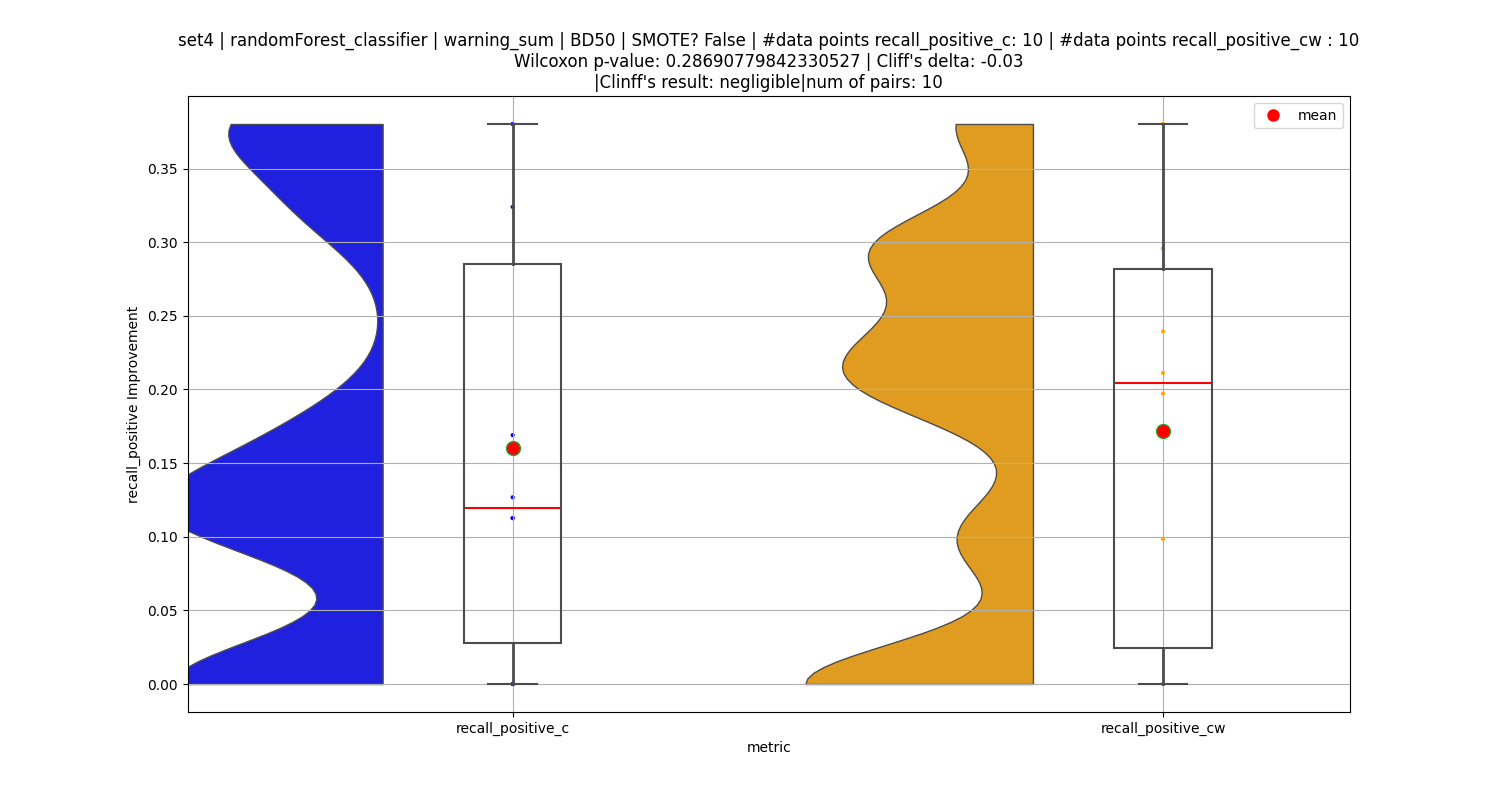 set4 | randomForest_classifier | warning_sum | BD50 | SMOTE? False | #data points recall_positive_c: 10 | #data points recall_positive_cw : 10
Wilcoxon p-value: 0.28690779842330527 | Cliff's delta: -0.03
|Clinff's result: negligible|num of pairs: 10
mean
0.35
0.30
0.25
0.20
0.15
0.10
0.05
0.00
recall_positive Improvement
recall_positive_c
recall_positive_cw
metric